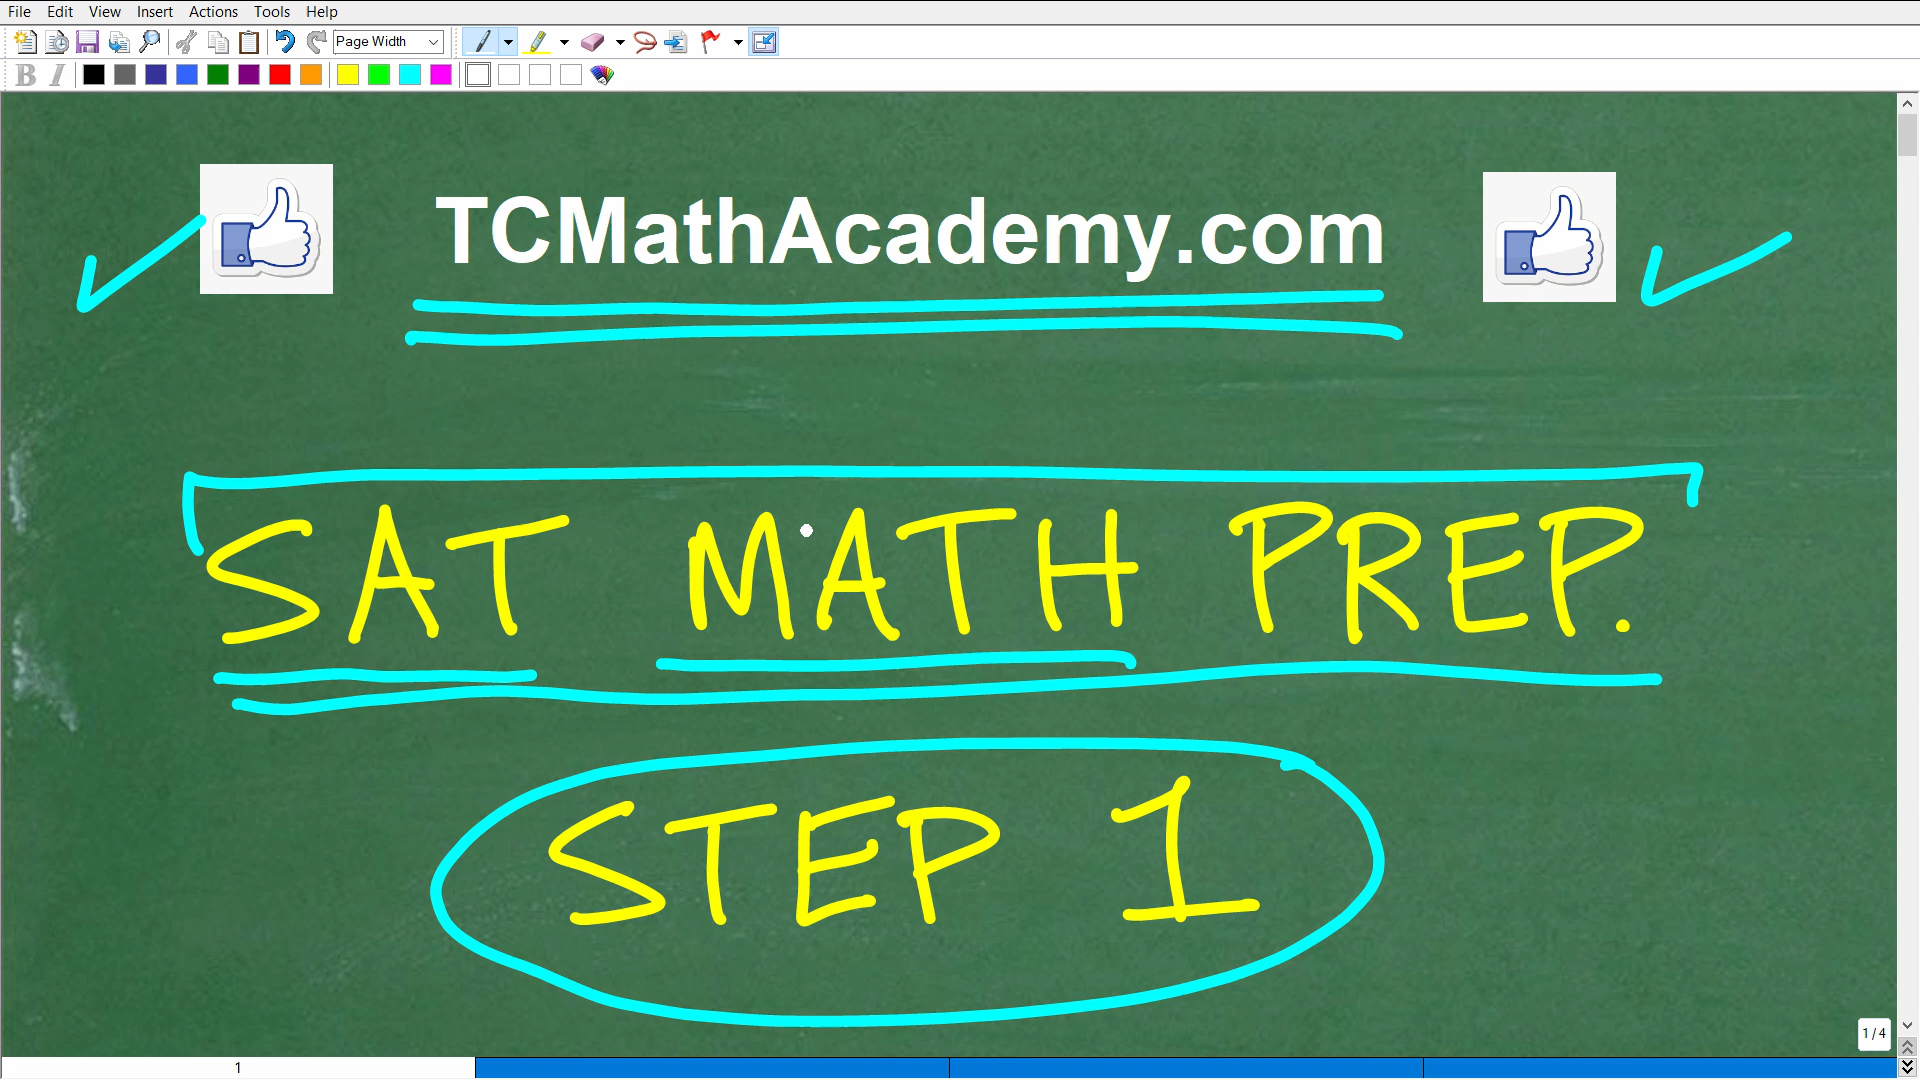 File Edit View Insert Actions Tools Help
Page Width
B I
TCMathAcademy.com
SAT MATH PREP.
STEP 1
1 / 4
1